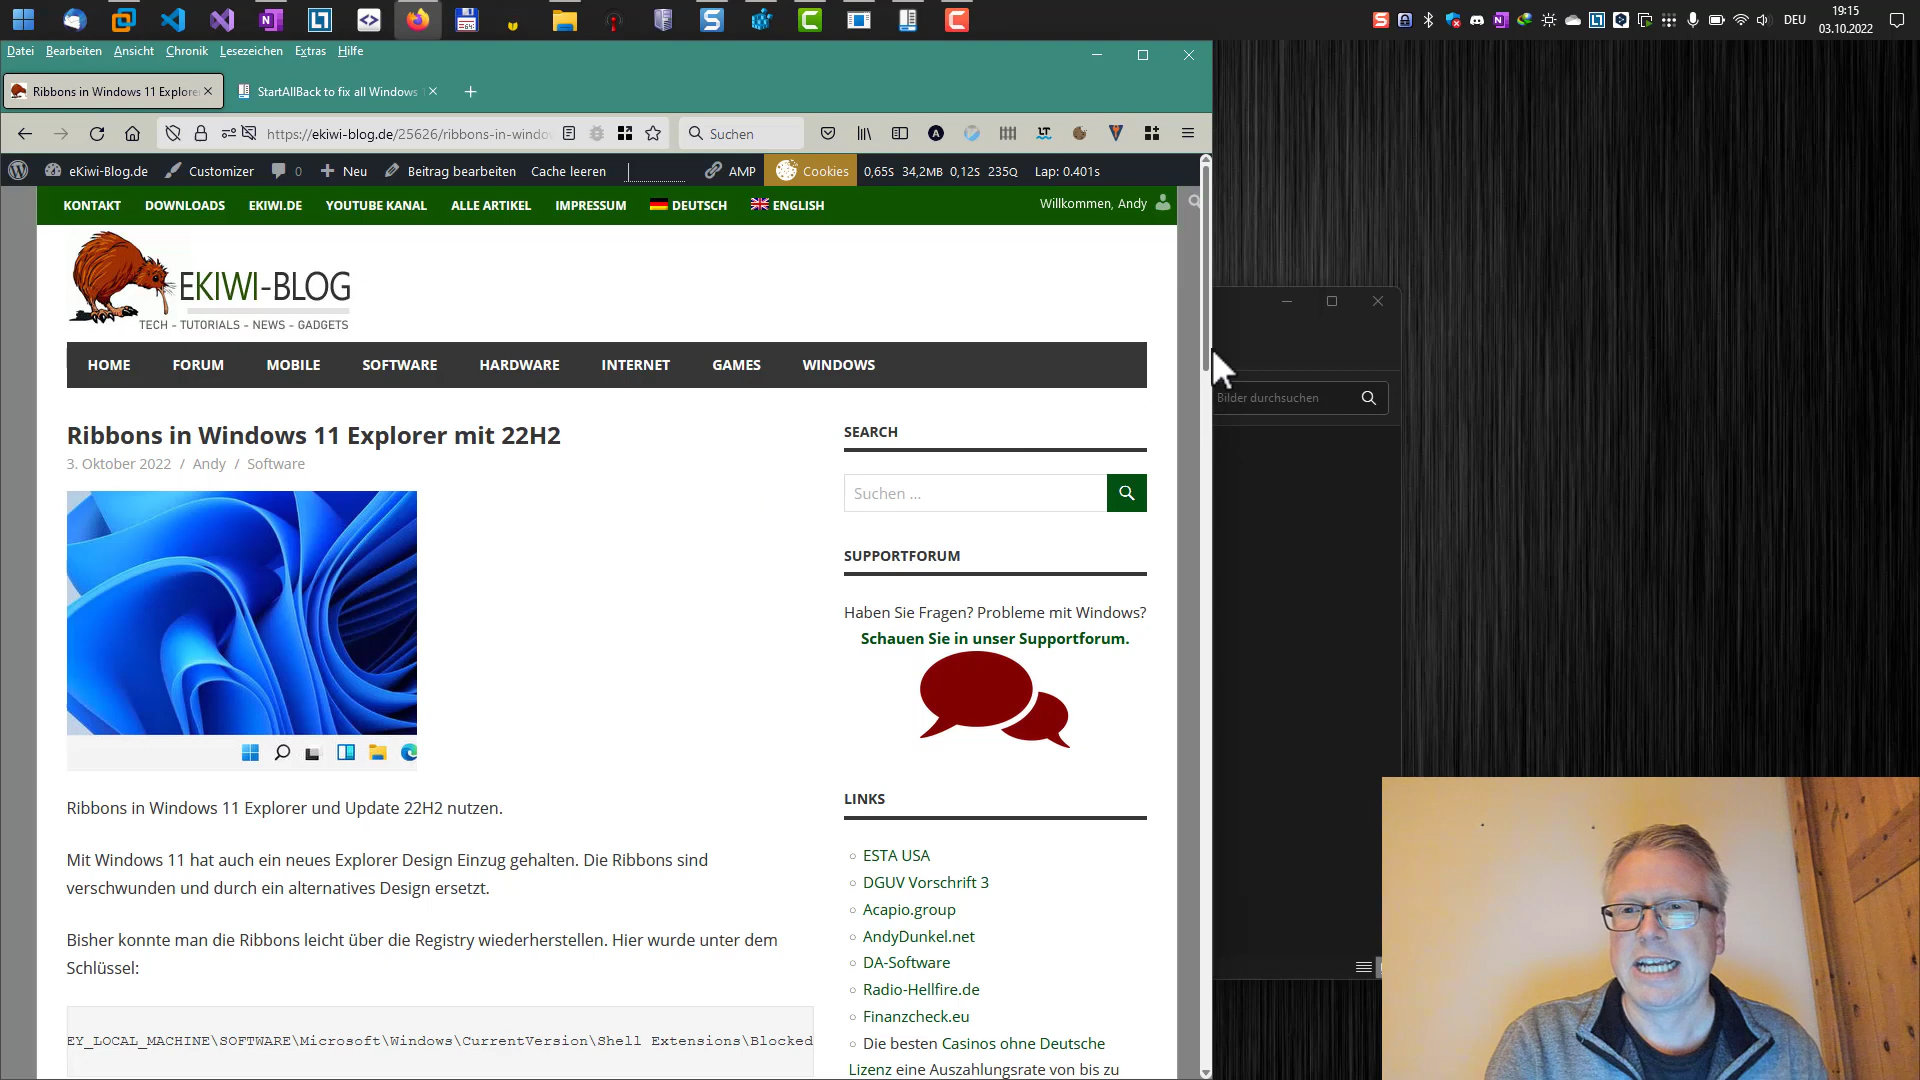 19:15
DEU
03.10.2022
Datei Bearbeiten Ansicht Chronik Lesezeichen Extras Hilfe
Ribbons in Windows 11 Explore
StartAllBack to fix all Windows
https://ekiwi-blog.de/25626/ribbons-in-windo
Suchen
eKiwi-Blog.de Customizer 0 Neu Beitrag bearbeiten Cache leeren AMP Cookies 0,65S 34,2MB 0,12S 235Q Lap: 0.401s
KONTAKT DOWNLOADS EKIWI.DE YOUTUBE KANAL ALLE ARTIKEL IMPRESSUM DEUTSCH ENGLISH Willkommen, Andy
EKIWI-BLOG
TECH - TUTORIALS - NEWS - GADGETS
HOME FORUM MOBILE SOFTWARE HARDWARE INTERNET GAMES WINDOWS
Bilder durchsuchen
Ribbons in Windows 11 Explorer mit 22H2
3. Oktober 2022 / Andy / Software
Ribbons in Windows 11 Explorer und Update 22H2 nutzen.
Mit Windows 11 hat auch ein neues Explorer Design Einzug gehalten. Die Ribbons sind
verschwunden und durch ein alternatives Design ersetzt.
Bisher konnte man die Ribbons leicht über die Registry wiederherstellen. Hier wurde unter dem
Schlüssel:
EY_LOCAL_MACHINE\SOFTWARE\Microsoft\Windows\CurrentVersion\Shell Extensions\Blocked
SEARCH
Suchen ...
SUPPORTFORUM
Haben Sie Fragen? Probleme mit Windows?
Schauen Sie in unser Supportforum.
LINKS
ESTA USA
DGUV Vorschrift 3
Acapio.group
AndyDunkel.net
DA-Software
Radio-Hellfire.de
Finanzcheck.eu
Die besten Casinos ohne Deutsche
Lizenz eine Auszahlungsrate von bis zu